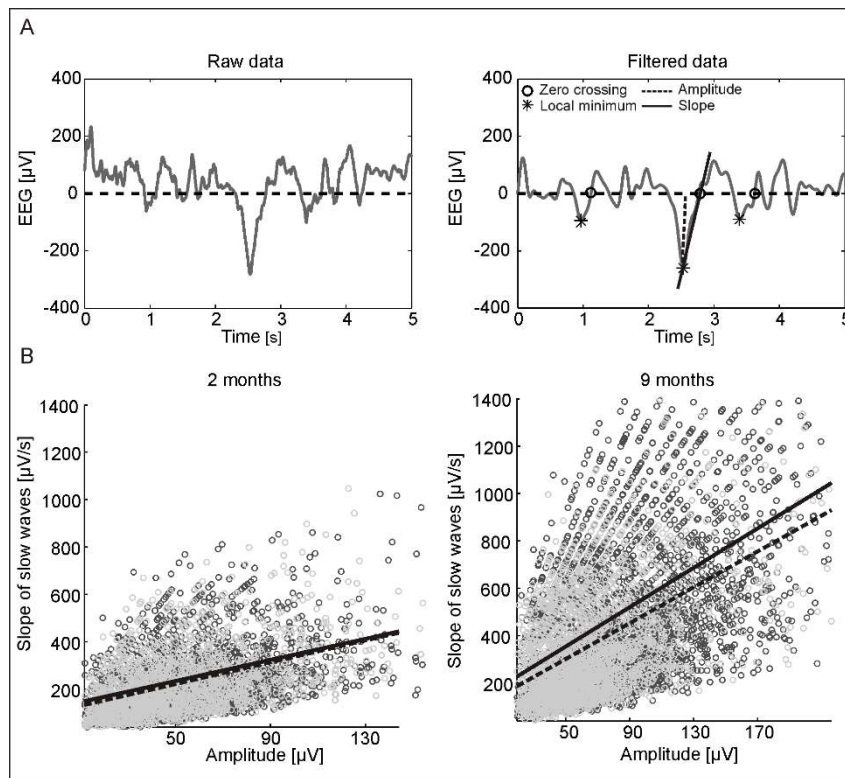 A
Raw data
EEG [µV]
400
200
0
-200
-400
0 1 2 3 4 5
Time [s]
Filtered data
Zero crossing Amplitude
Local minimum Slope
EEG [µV]
400
200
0
-200
-400
0 1 2 3 4 5
Time [s]
B
2 months
Slope of slow waves [µV/s]
1400
1200
1000
800
600
400
200
50 90 130
Amplitude [µV]
9 months
Slope of slow waves [µV/s]
1400
1200
1000
800
600
400
200
50 90 130 170
Amplitude [µV]